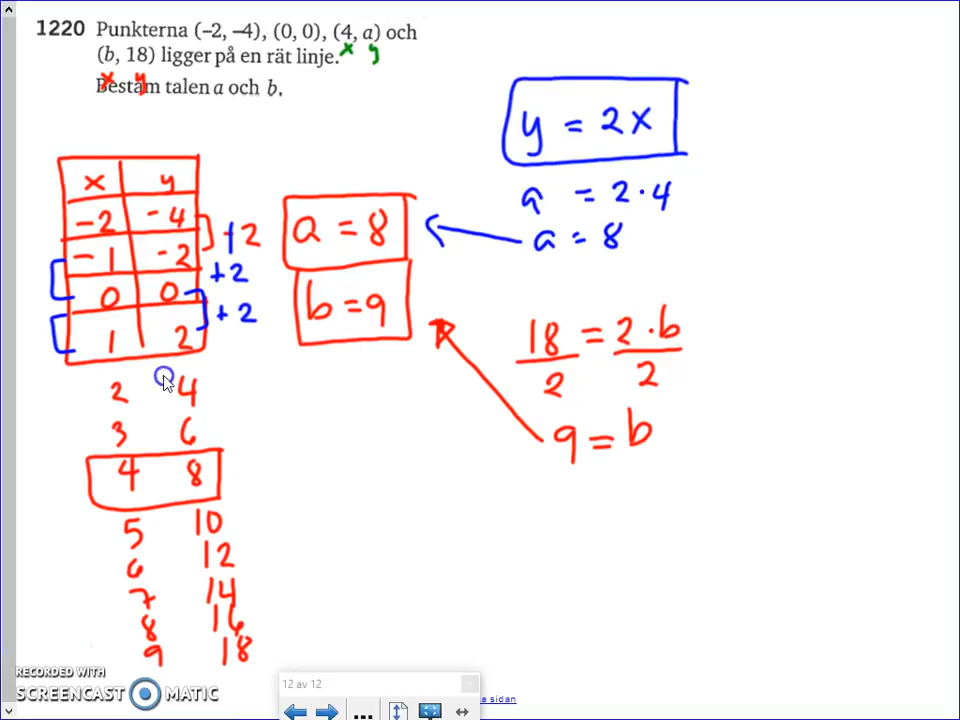 1220 Punkterna (−2, −4), (0, 0), (4, a) och
(b, 18) ligger på en rät linje.
x y
Bestäm talen a och b.
x y
y = 2x
a = 2·4
a = 8
x y
-2 -4
-1 -2
0 0
1 2
+2
+2
+2
2 4
3 6
4 8
5 10
6 12
7 14
8 16
9 18
a = 8
b = 9
18 = 2·b
2 2
9 = b
RECORDED WITH
SCREENCAST MATIC
12 av 12
a sidan